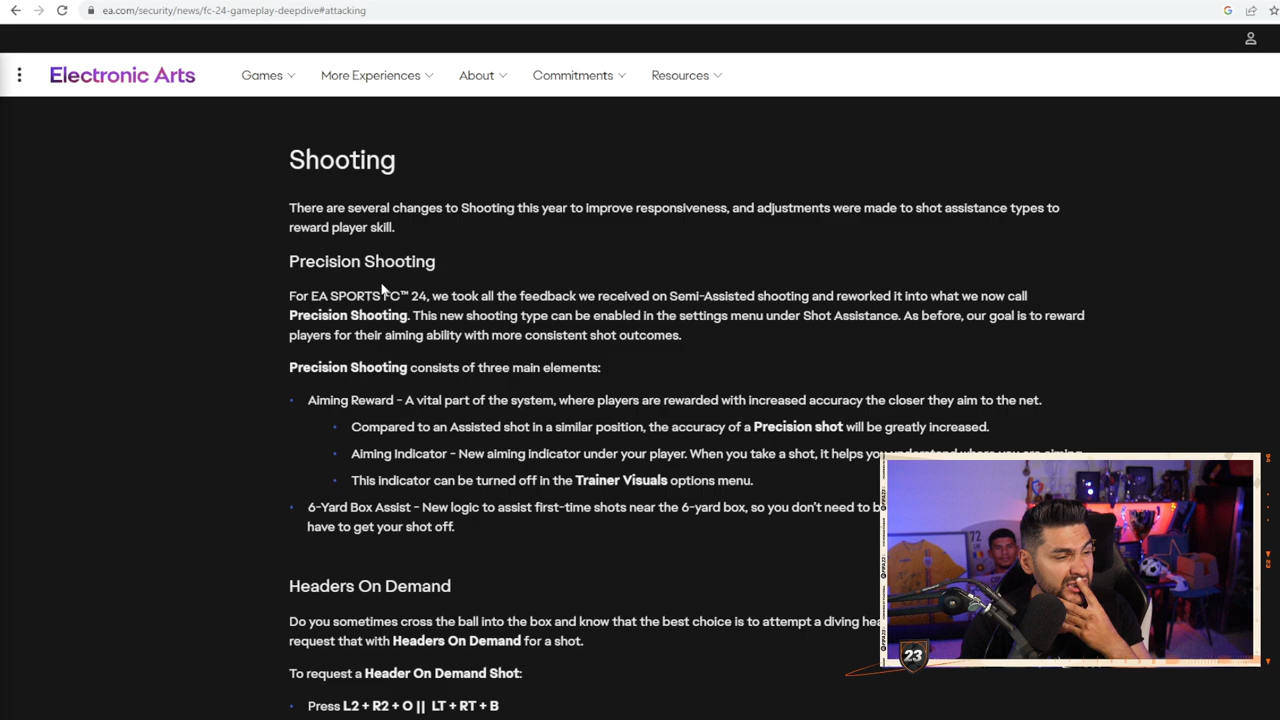 ea.com/security/news/fc-24-gameplay-deepdive#attacking
Electronic Arts
Games
More Experiences
About
Commitments
Resources
Shooting
There are several changes to Shooting this year to improve responsiveness, and adjustments were made to shot assistance types to
reward player skill.
Precision Shooting
For EA SPORTS FC™ 24, we took all the feedback we received on Semi-Assisted shooting and reworked it into what we now call
Precision Shooting. This new shooting type can be enabled in the settings menu under Shot Assistance. As before, our goal is to reward
players for their aiming ability with more consistent shot outcomes.
Precision Shooting consists of three main elements:
• Aiming Reward - A vital part of the system, where players are rewarded with increased accuracy the closer they aim to the net.
• Compared to an Assisted shot in a similar position, the accuracy of a Precision shot will be greatly increased.
• Aiming Indicator - New aiming indicator under your player. When you take a shot, it helps you
• This indicator can be turned off in the Trainer Visuals options menu.
• 6-Yard Box Assist - New logic to assist first-time shots near the 6-yard box, so you don't need to
have to get your shot off.
Headers On Demand
Do you sometimes cross the ball into the box and know that the best choice is to attempt a diving
request that with Headers On Demand for a shot.
To request a Header On Demand Shot:
• Press L2 + R2 + O || LT + RT + B
23